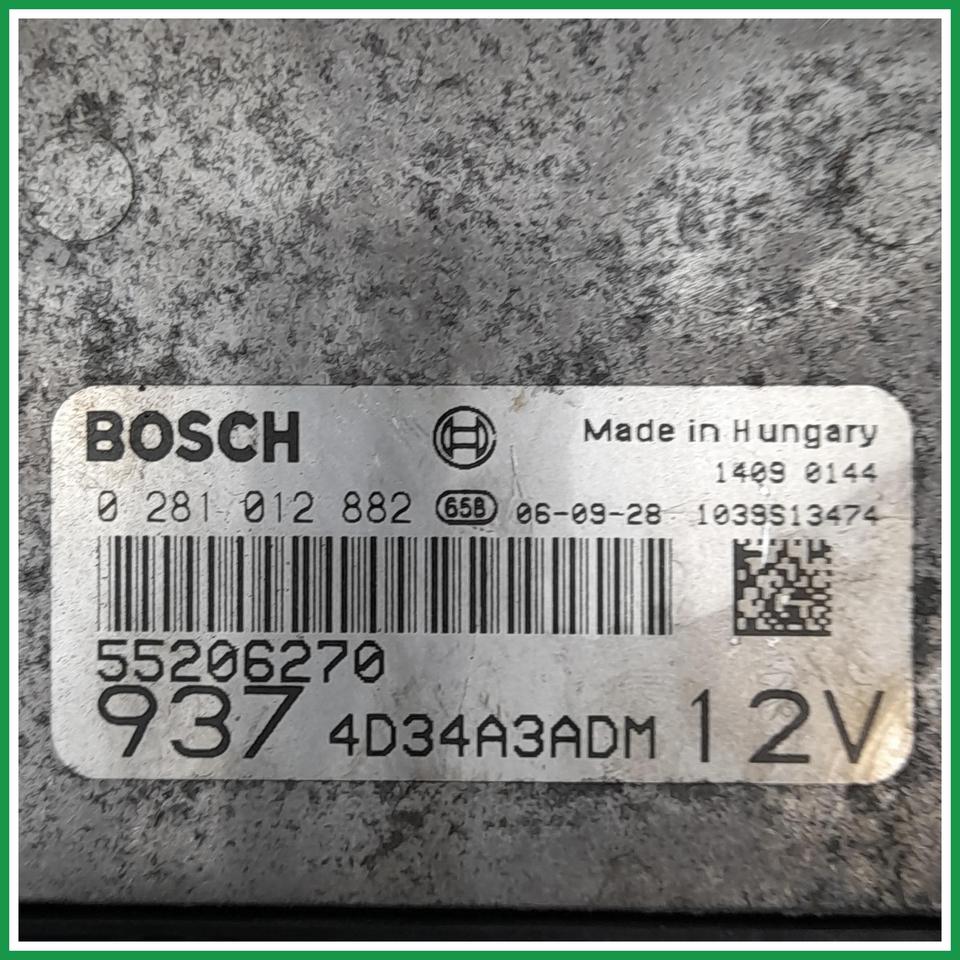 BOSCH
Made in Hungary
1409 0144
0 281 012 882 65B 06-09-28 1039S13474
55206270
937 4D34A3ADM 12V